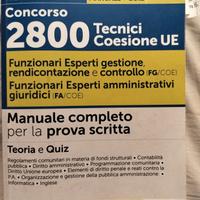 Concorso
2800 Tecnici
Coesione UE
Funzionari Esperti gestione,
rendicontazione e controllo (FG/COE)
Funzionari Esperti amministrativi
giuridici (FA/COE)
Manuale completo
per la prova scritta
Teoria e Quiz
Regolamenti comunitari in materia di fondi strutturali • Contabilità
pubblica • Diritto amministrativo • Programmazione comunitaria •
Diritto Unione europea • Elementi di diritto penale e reati contro la
P.A. • Organizzazione e gestione della pubblica amministrazione •
Informatica • Inglese